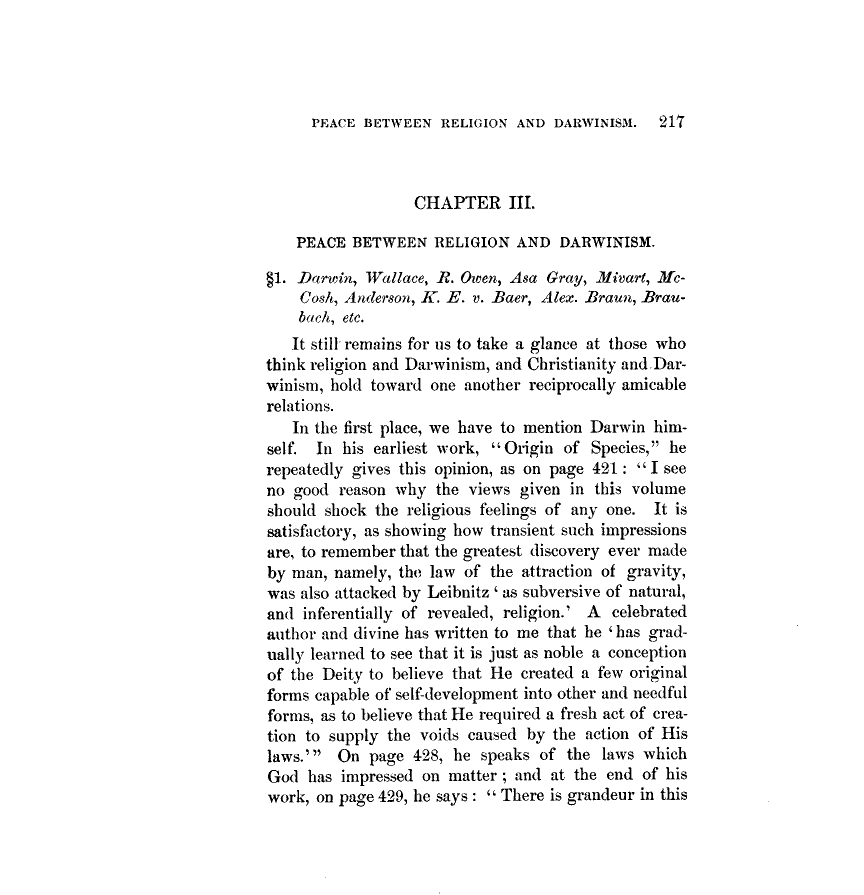 PEACE BETWEEN RELIGION AND DARWINISM. 217
CHAPTER III.
PEACE BETWEEN RELIGION AND DARWINISM.
§1. Darwin, Wallace, R. Owen, Asa Gray, Mivart, Mc-
Cosh, Anderson, K. E. v. Baer, Alex. Braun, Brau-
bach, etc.
It still remains for us to take a glance at those who
think religion and Darwinism, and Christianity and Dar-
winism, hold toward one another reciprocally amicable
relations.
In the first place, we have to mention Darwin him-
self. In his earliest work, "Origin of Species," he
repeatedly gives this opinion, as on page 421: "I see
no good reason why the views given in this volume
should shock the religious feelings of any one. It is
satisfactory, as showing how transient such impressions
are, to remember that the greatest discovery ever made
by man, namely, the law of the attraction of gravity,
was also attacked by Leibnitz 'as subversive of natural,
and inferentially of revealed, religion.' A celebrated
author and divine has written to me that he 'has grad-
ually learned to see that it is just as noble a conception
of the Deity to believe that He created a few original
forms capable of self-development into other and needful
forms, as to believe that He required a fresh act of crea-
tion to supply the voids caused by the action of His
laws.'" On page 428, he speaks of the laws which
God has impressed on matter; and at the end of his
work, on page 429, he says: "There is grandeur in this